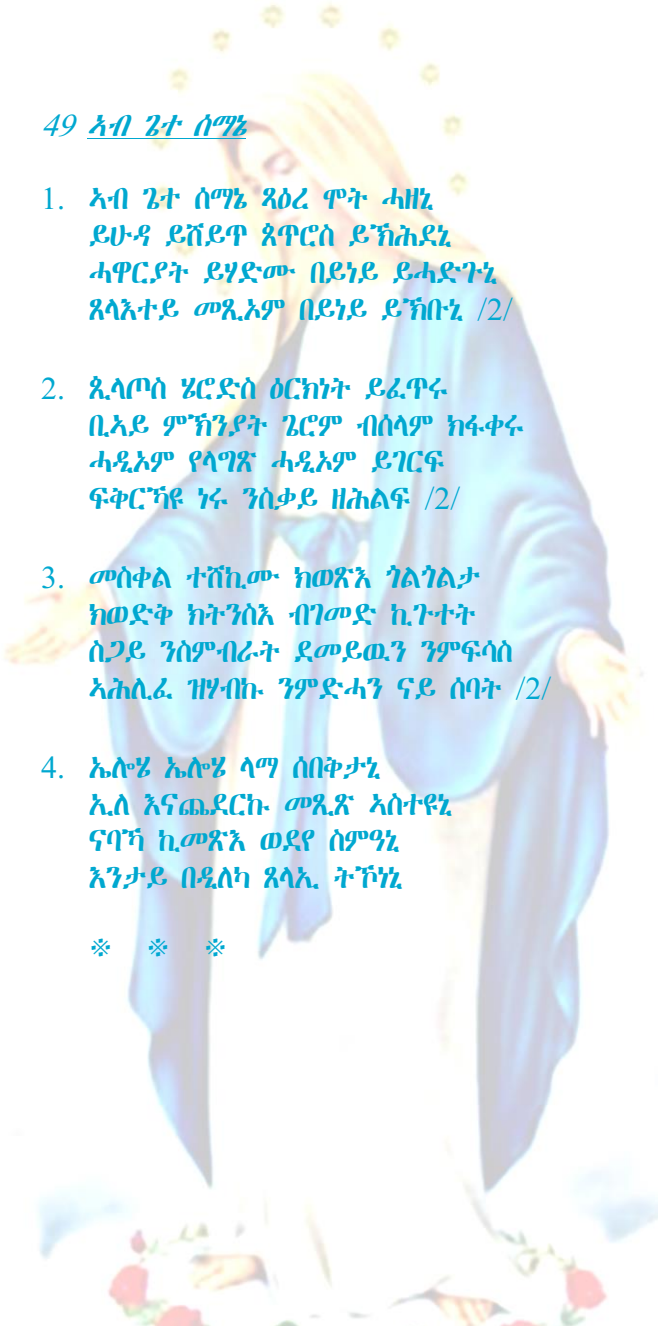 49 ኣብ ጌተ ሰማኔ
1. ኣብ ጌተ ሰማኔ ጻዕረ ሞት ሓዘኒ
ይሁዳ ይሸይጥ ጴጥሮስ ይኽሕደኒ
ሓዋርያት ይሃድሙ በይነይ ይሓድጉኒ
ጸላእተይ መጺኦም በይነይ ይኽቡኒ /2/
2. ጲላጦስ ሄሮድስ ዕርክነት ይፈጥሩ
ቢኣይ ምኽንያት ጌሮም ብሰላም ክፋቀሩ
ሓዲኦም የላግጽ ሓዲኦም ይገርፍ
ፍቅርኻዩ ነሩ ንስቃይ ዘሕልፍ /2/
3. መስቀል ተሸኪሙ ክወጽእ ጎልጎልታ
ክወድቅ ክትንስእ ብገመድ ኪጉተት
ስጋይ ንስምብራት ደመይዉን ንምፍሳስ
ኣሕሊፈ ዝሃብኩ ንምድሓን ናይ ሰባት /2/
4. ኤሎሄ ኤሎሄ ላማ ሰበቅታኒ
ኢለ እናጨደርኩ መጺጽ ኣስተዩኒ
ናባኻ ኪመጽእ ወደየ ስምዓኒ
እንታይ በዲለካ ጸላኢ ትኾነኒ
※ ※ ※